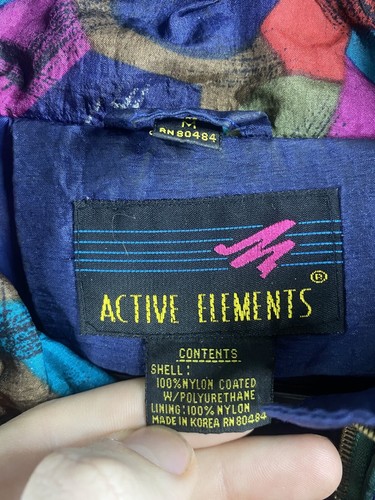 M
RN 80484
ACTIVE ELEMENTS ®
CONTENTS
SHELL:
100% NYLON COATED
W/POLYURETHANE
LINING: 100% NYLON
MADE IN KOREA RN 80484